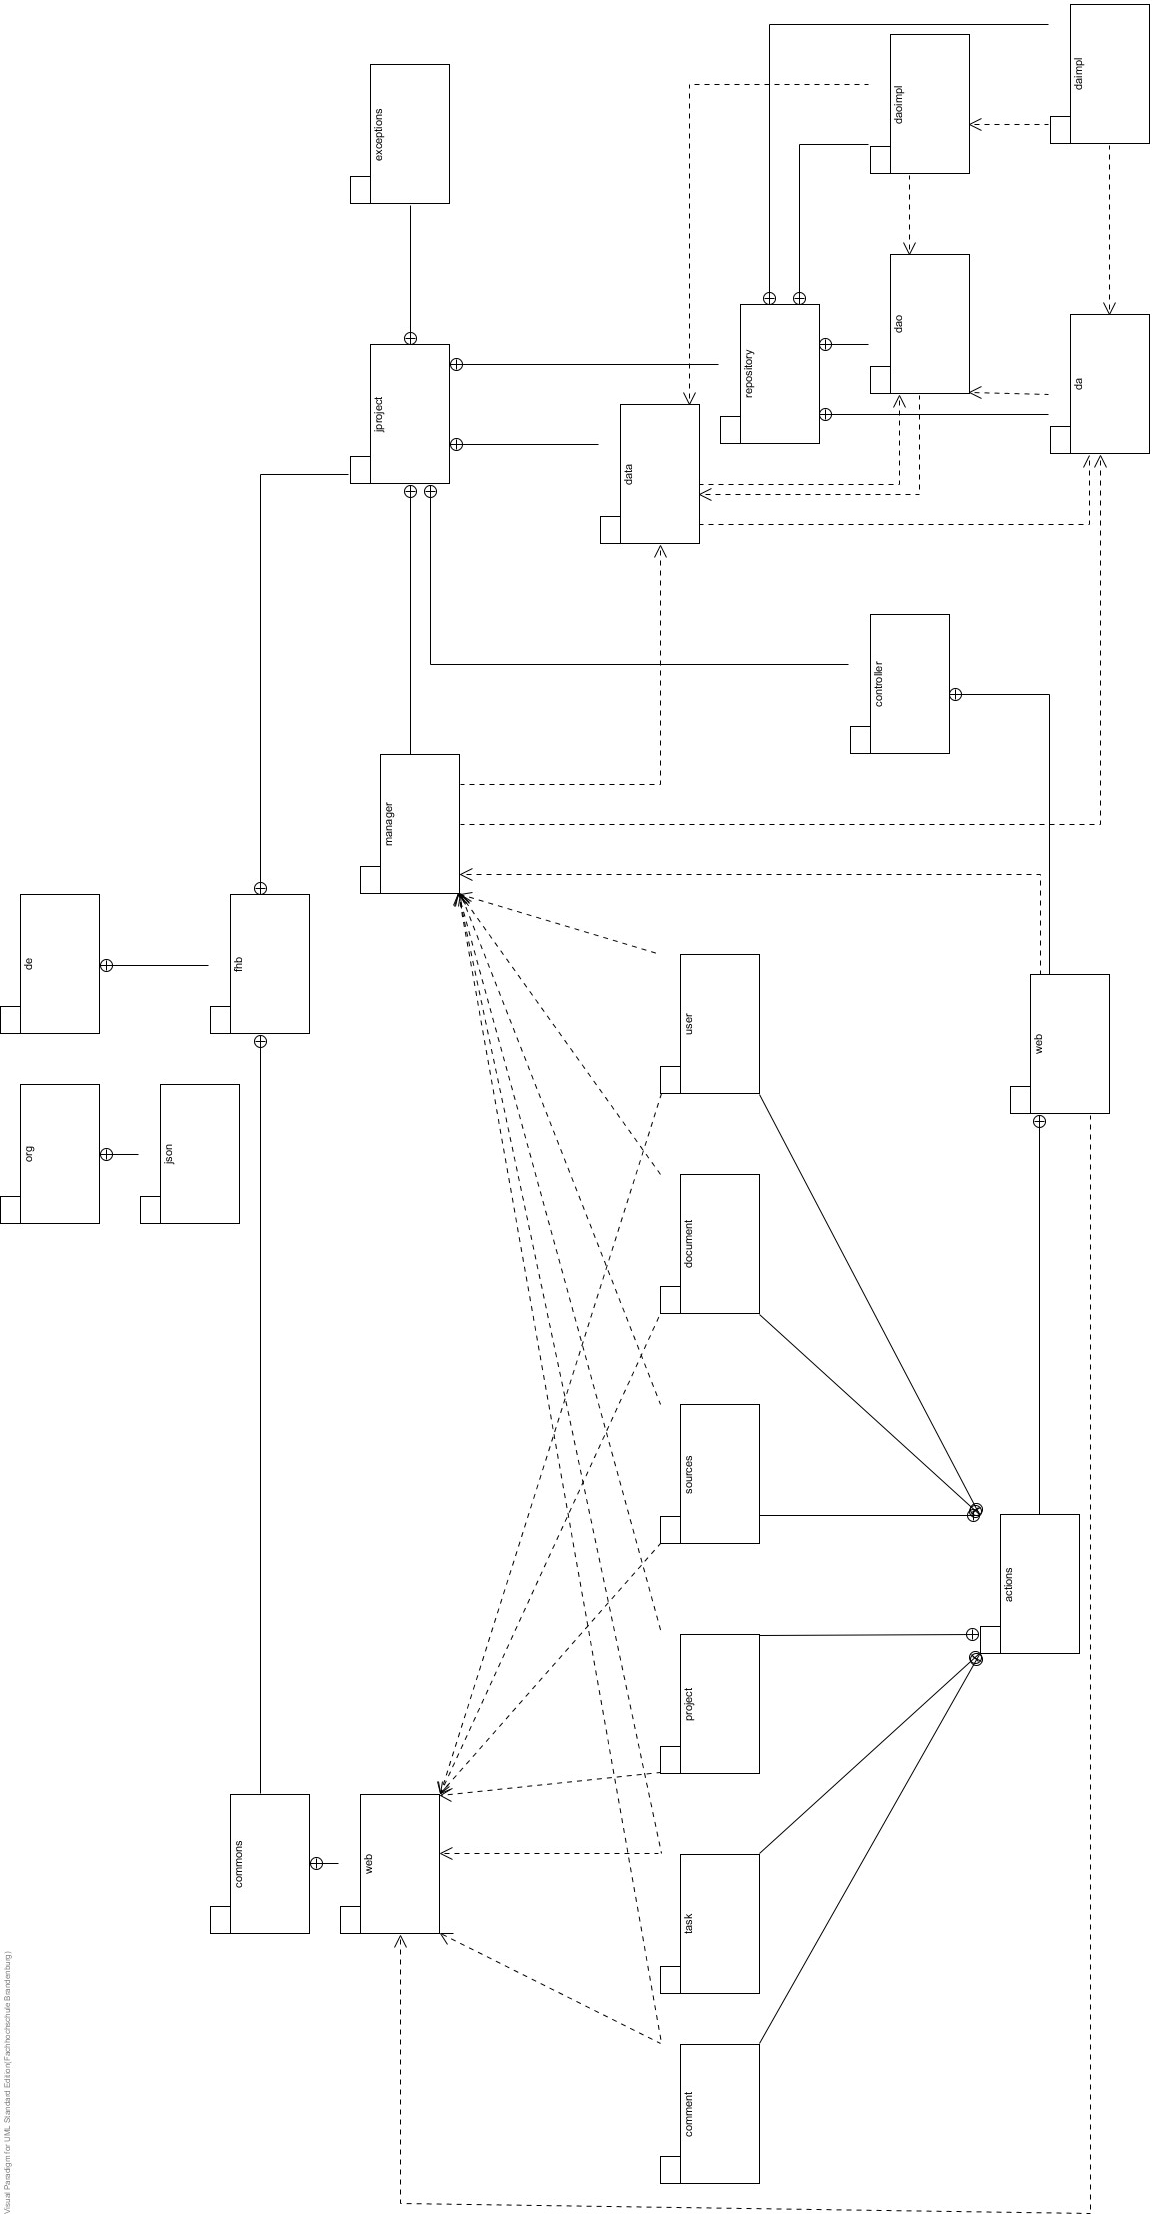 Visual Paradigm for UML Standard Edition(Fachhochschule Brandenburg)
org
de
json
commons
fhb
web
manager
jproject
exceptions
data
comment
task
project
sources
document
user
repository
controller
dao
daoimpl
actions
web
da
daimpl